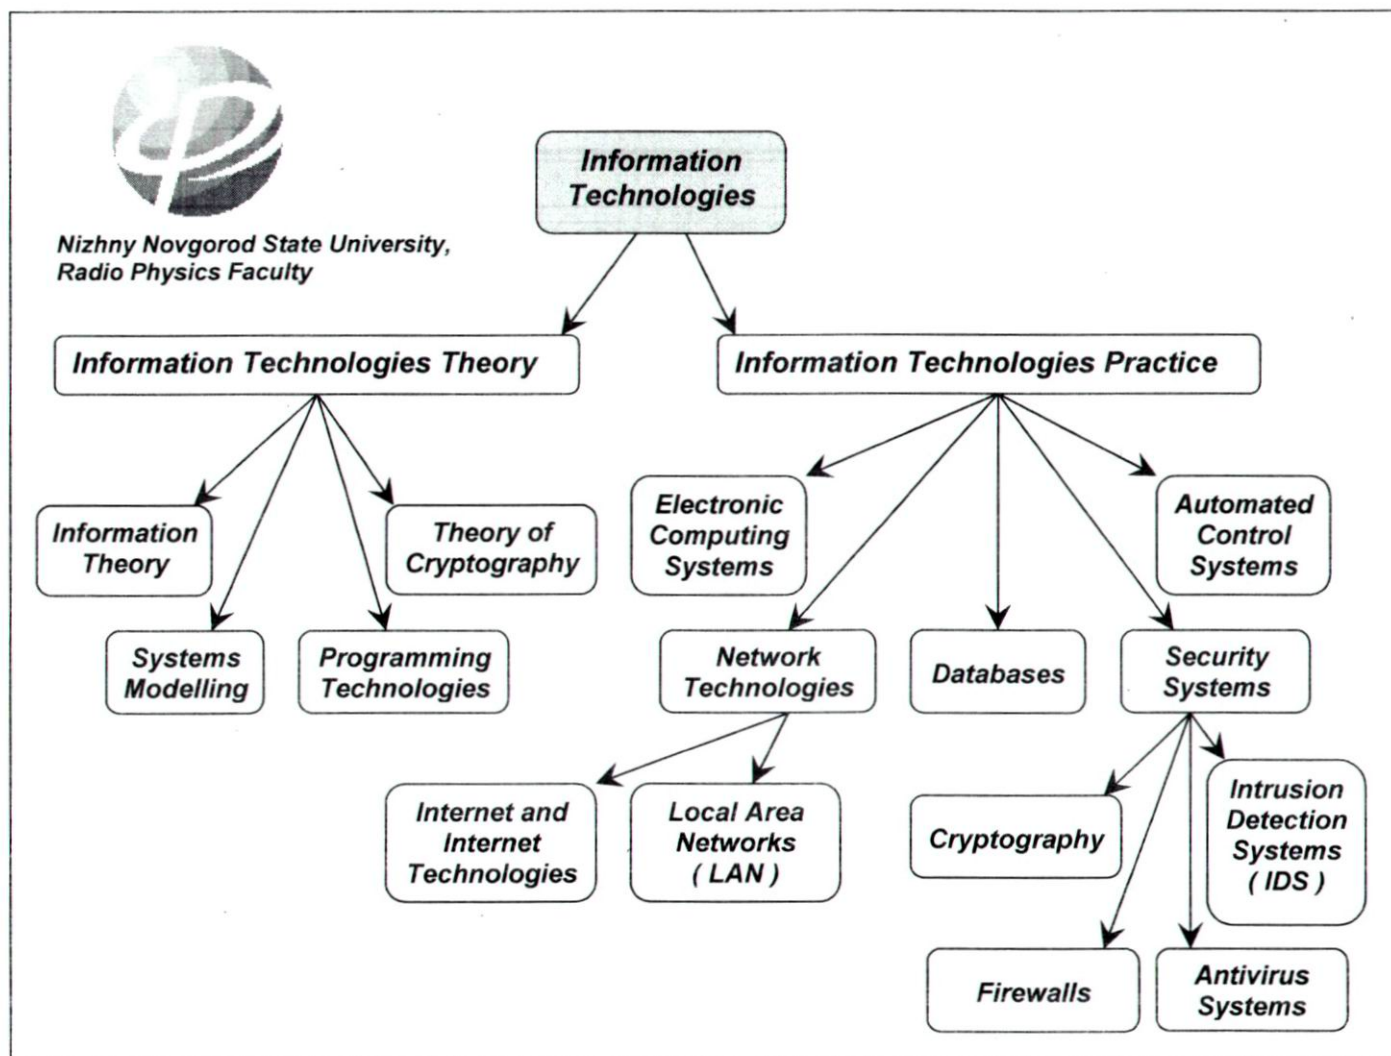 Information
Technologies
Nizhny Novgorod State University,
Radio Physics Faculty
Information Technologies Theory
Information Technologies Practice
Information
Theory
Theory of
Cryptography
Electronic
Computing
Systems
Automated
Control
Systems
Systems
Modelling
Programming
Technologies
Network
Technologies
Databases
Security
Systems
Internet and
Internet
Technologies
Local Area
Networks
( LAN )
Cryptography
Intrusion
Detection
Systems
( IDS )
Firewalls
Antivirus
Systems